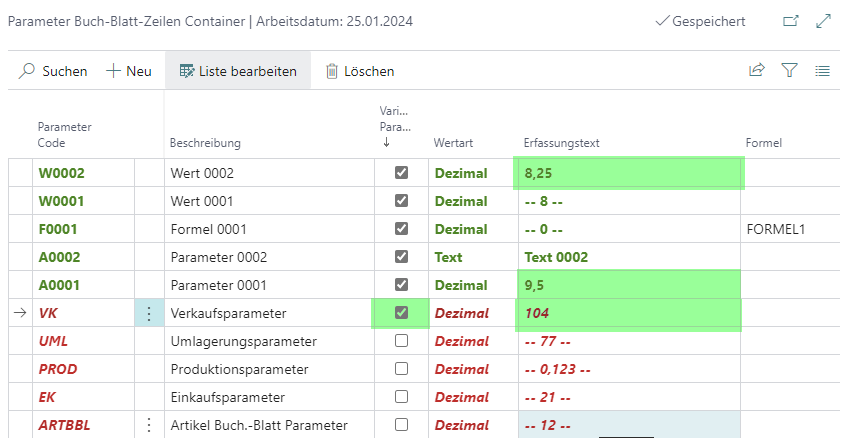 Parameter Buch-Blatt-Zeilen Container | Arbeitsdatum: 25.01.2024 Gespeichert
Suchen Neu Liste bearbeiten Löschen
Parameter Code Beschreibung Vari... Para... ↓ Wertart Erfassungstext Formel
W0002 Wert 0002 Dezimal 8,25
W0001 Wert 0001 Dezimal -- 8 --
F0001 Formel 0001 Dezimal -- 0 -- FORMEL1
A0002 Parameter 0002 Text Text 0002
A0001 Parameter 0001 Dezimal 9,5
VK Verkaufsparameter Dezimal 104
UML Umlagerungsparameter Dezimal -- 77 --
PROD Produktionsparameter Dezimal -- 0,123 --
EK Einkaufsparameter Dezimal -- 21 --
ARTBBL Artikel Buch.-Blatt Parameter Dezimal -- 12 --